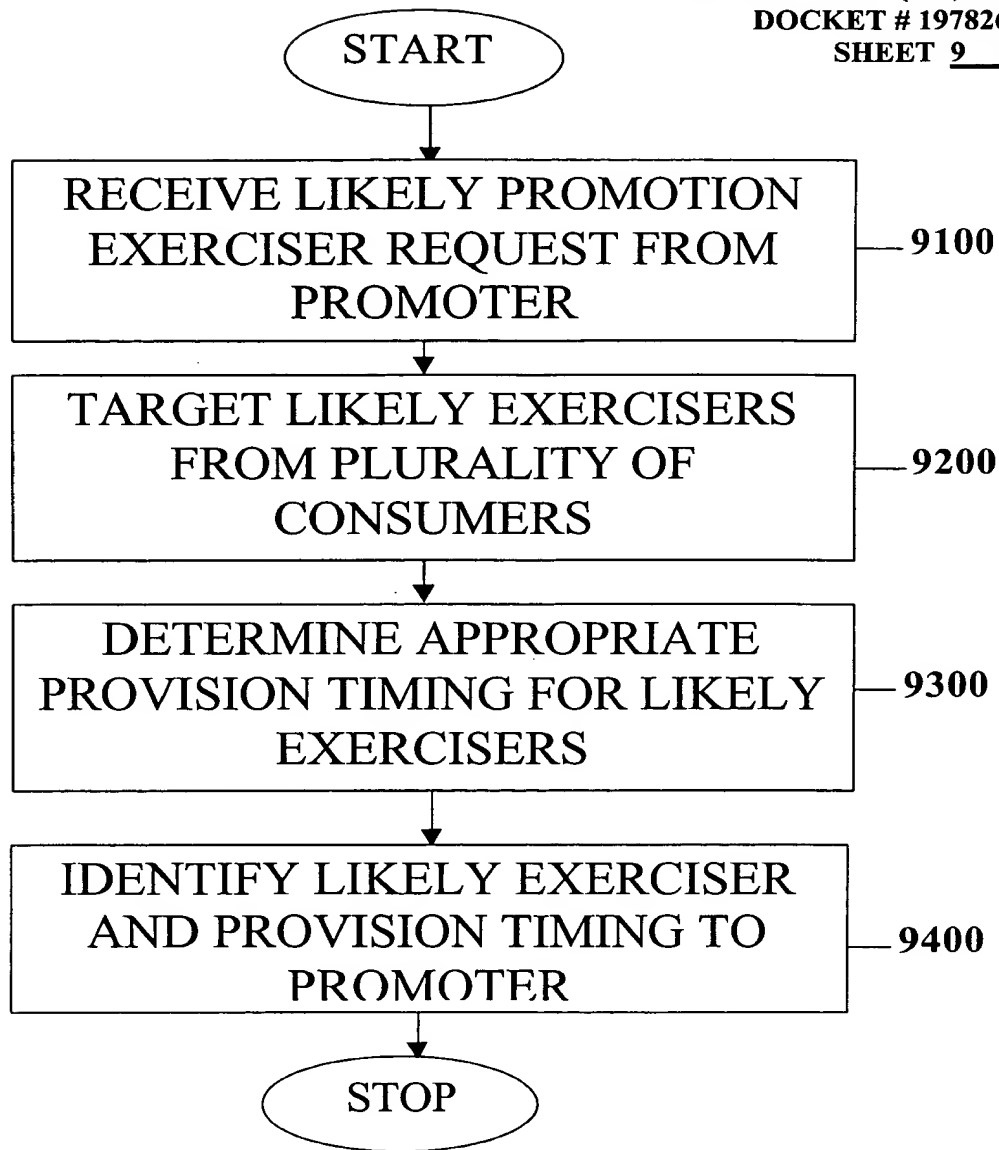 DOCKET # 19782
SHEET 9
START
RECEIVE LIKELY PROMOTION
EXERCISER REQUEST FROM
PROMOTER
9100
TARGET LIKELY EXERCISERS
FROM PLURALITY OF
CONSUMERS
9200
DETERMINE APPROPRIATE
PROVISION TIMING FOR LIKELY
EXERCISERS
9300
IDENTIFY LIKELY EXERCISER
AND PROVISION TIMING TO
PROMOTER
9400
STOP